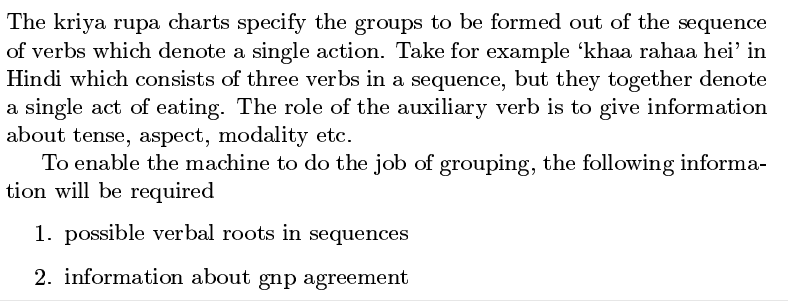 The kriya rupa charts specify the groups to be formed out of the sequence
of verbs which denote a single action. Take for example ‘khaa rahaa hei’ in
Hindi which consists of three verbs in a sequence, but they together denote
a single act of eating. The role of the auxiliary verb is to give information
about tense, aspect, modality etc.
To enable the machine to do the job of grouping, the following informa-
tion will be required
1. possible verbal roots in sequences
2. information about gnp agreement